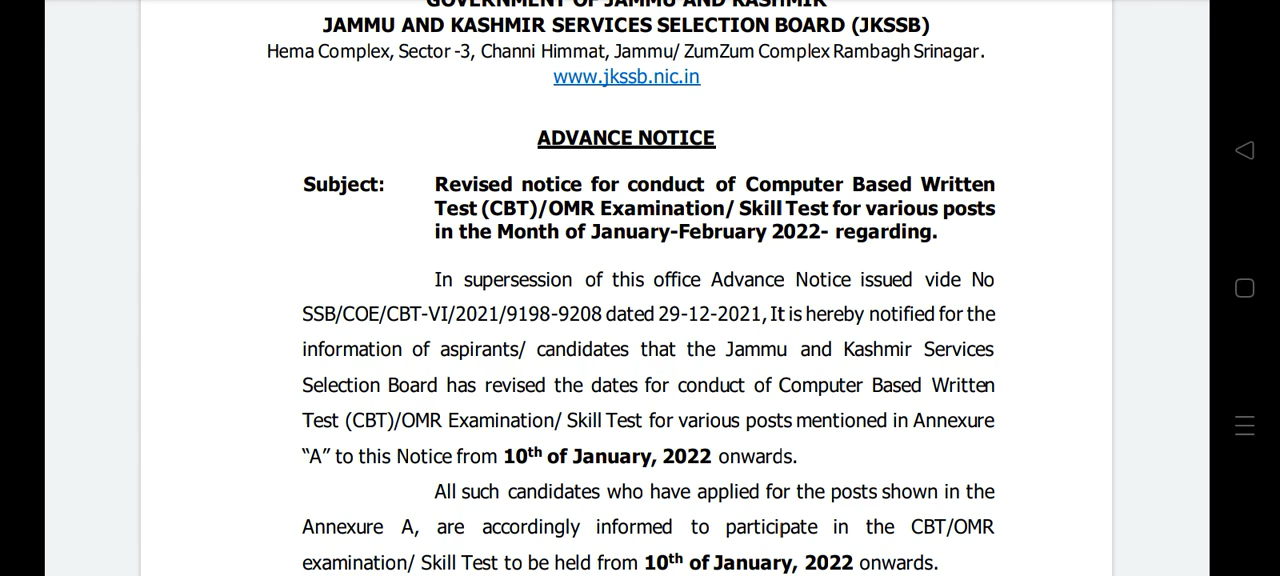 GOVERNMENT OF JAMMU AND KASHMIR
JAMMU AND KASHMIR SERVICES SELECTION BOARD (JKSSB)
Hema Complex, Sector -3, Channi Himmat, Jammu/ ZumZum Complex Rambagh Srinagar.
www.jkssb.nic.in
ADVANCE NOTICE
Subject: Revised notice for conduct of Computer Based Written
Test (CBT)/OMR Examination/ Skill Test for various posts
in the Month of January-February 2022- regarding.
In supersession of this office Advance Notice issued vide No
SSB/COE/CBT-VI/2021/9198-9208 dated 29-12-2021, It is hereby notified for the
information of aspirants/ candidates that the Jammu and Kashmir Services
Selection Board has revised the dates for conduct of Computer Based Written
Test (CBT)/OMR Examination/ Skill Test for various posts mentioned in Annexure
“A” to this Notice from 10th of January, 2022 onwards.
All such candidates who have applied for the posts shown in the
Annexure A, are accordingly informed to participate in the CBT/OMR
examination/ Skill Test to be held from 10th of January, 2022 onwards.